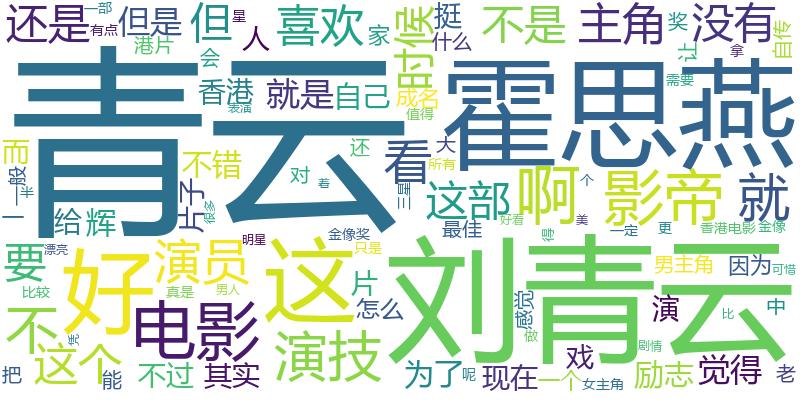 还是
但是
但
星
人
喜欢
一部
有点
港片
会
家
时候
挺
什么
不是
主角
奖
让
没有
自传
拿
青云
霍思燕
香港
表演
就是
自己
成名
值得
需要
而
一般
半
不错
片子
很多
给
辉
对
还
着
看
大
所有
三星
这部
啊
影帝
就
个
美
好看
得
最佳
一定
更
香港电影
金像
要
漂亮
比较
好
演员
真是
明星
男人
这
金像奖
只是
片
怎么
刘青云
感觉
做
男主角
演
因为
中
比
可惜
不
凭
电影
演技
戏
剧情
把
这个
能
不过
其实
为了
呢
现在
一个
女主角
励志
觉得
老